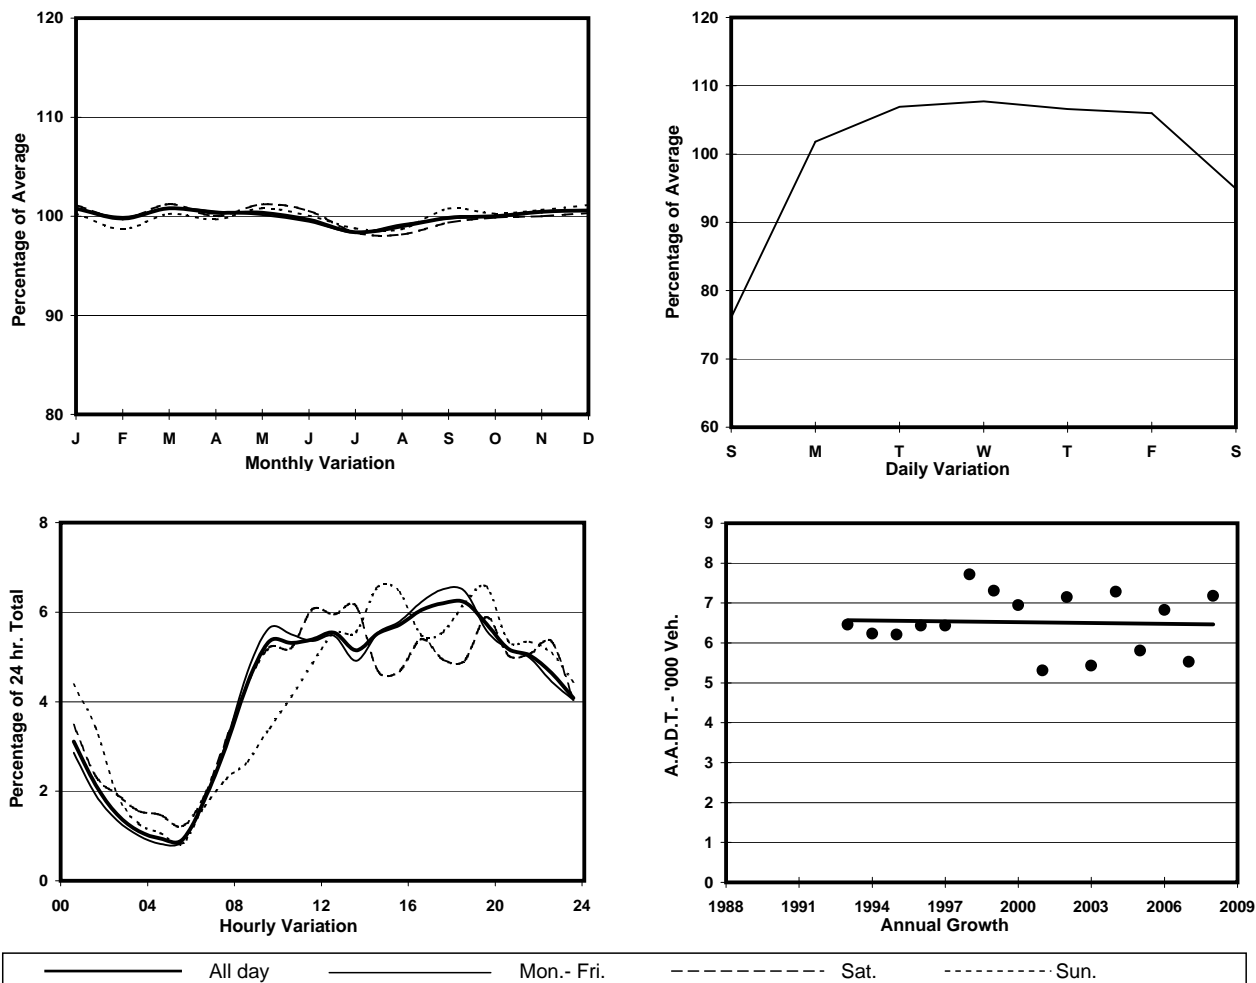 120
110
100
90
80
Percentage of Average
J F M A M J J A S O N D
Monthly Variation
120
110
100
90
80
70
60
Percentage of Average
S M T W T F S
Daily Variation
8
6
4
2
0
Percentage of 24 hr. Total
00 04 08 12 16 20 24
Hourly Variation
9
8
7
6
5
4
3
2
1
0
A.A.D.T. - '000 Veh.
1988 1991 1994 1997 2000 2003 2006 2009
Annual Growth
All day Mon.- Fri. Sat. Sun.